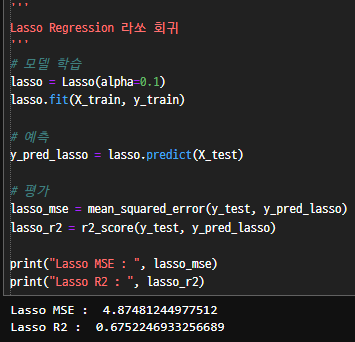 '''
Lasso Regression 라쏘 회귀
'''
# 모델 학습
lasso = Lasso(alpha=0.1)
lasso.fit(X_train, y_train)
# 예측
y_pred_lasso = lasso.predict(X_test)
# 평가
lasso_mse = mean_squared_error(y_test, y_pred_lasso)
lasso_r2 = r2_score(y_test, y_pred_lasso)
print("Lasso MSE : ", lasso_mse)
print("Lasso R2 : ", lasso_r2)
Lasso MSE :  4.87481244977512
Lasso R2 :  0.6752246933256689